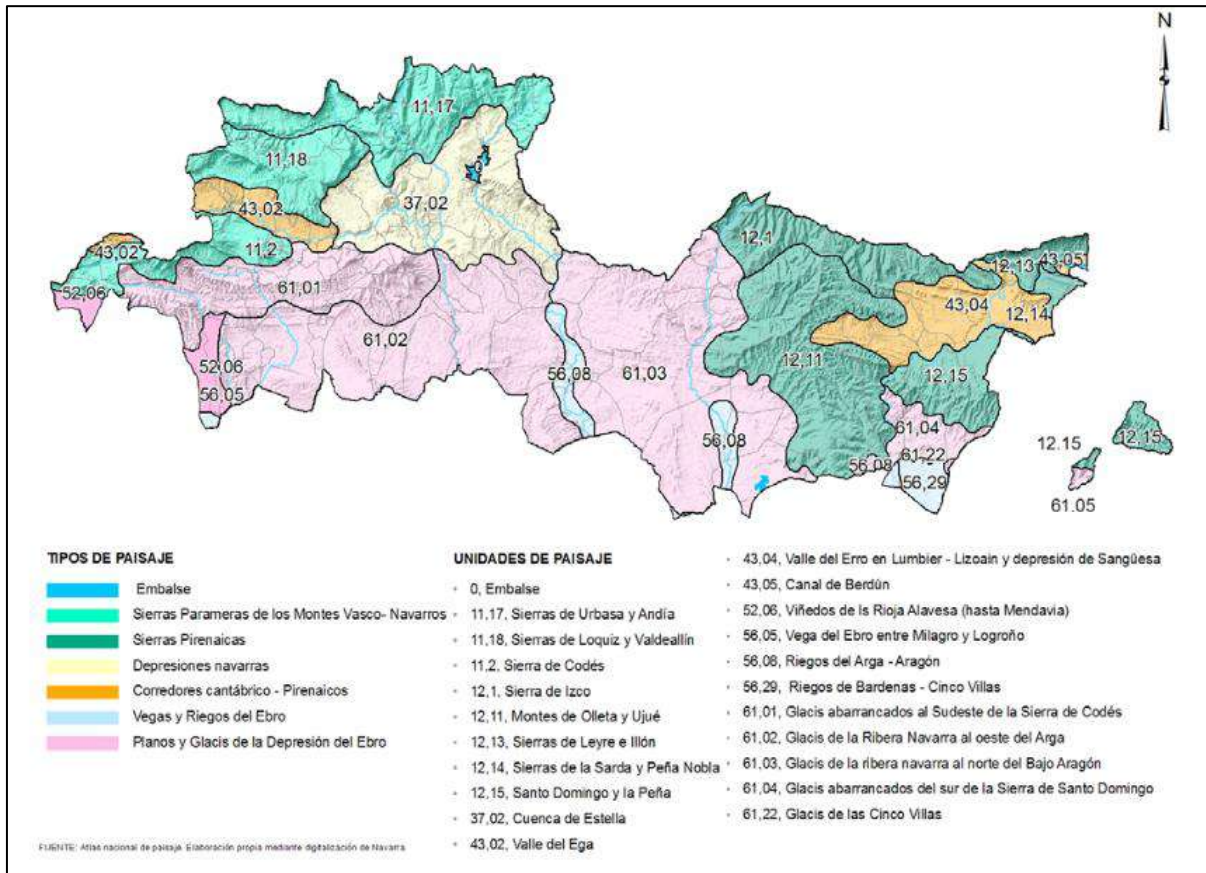 N
11,17
11,18
0
43,02
37,02
12,1
43,02
11,2
12,13
43,05
52,06
61,01
43,04
12,14
61,02
12,11
52,06
56,08
61,03
12,15
56,05
61,04
56,08
12.15
12,15
56,08
61,22
56,29
61.05
TIPOS DE PAISAJE
Embalse
Sierras Parameras de los Montes Vasco- Navarros
Sierras Pirenaicas
Depresiones navarras
Corredores cantábrico - Pirenaicos
Vegas y Riegos del Ebro
Planos y Glacis de la Depresión del Ebro
UNIDADES DE PAISAJE
• 0, Embalse
• 11,17, Sierras de Urbasa y Andía
• 11,18, Sierras de Loquiz y Valdeallín
• 11,2, Sierra de Codés
• 12,1, Sierra de Izco
• 12,11, Montes de Olleta y Ujué
• 12,13, Sierras de Leyre e Illón
• 12,14, Sierras de la Sarda y Peña Nobla
• 12,15, Santo Domingo y la Peña
• 37,02, Cuenca de Estella
• 43,02, Valle del Ega
• 43,04, Valle del Erro en Lumbier - Lizoain y depresión de Sangüesa
• 43,05, Canal de Berdún
• 52,06, Viñedos de ls Rioja Alavesa (hasta Mendavia)
• 56,05, Vega del Ebro entre Milagro y Logroño
• 56,08, Riegos del Arga - Aragón
• 56,29, Riegos de Bardenas - Cinco Villas
• 61,01, Glacis abarrancados al Sudeste de la Sierra de Codés
• 61,02, Glacis de la Ribera Navarra al oeste del Arga
• 61,03, Glacis de la ribera navarra al norte del Bajo Aragón
• 61,04, Glacis abarrancados del sur de la Sierra de Santo Domingo
• 61,22, Glacis de las Cinco Villas
FUENTE: Atlas nacional de paisaje. Elaboración propia mediante digitalización de Navarra